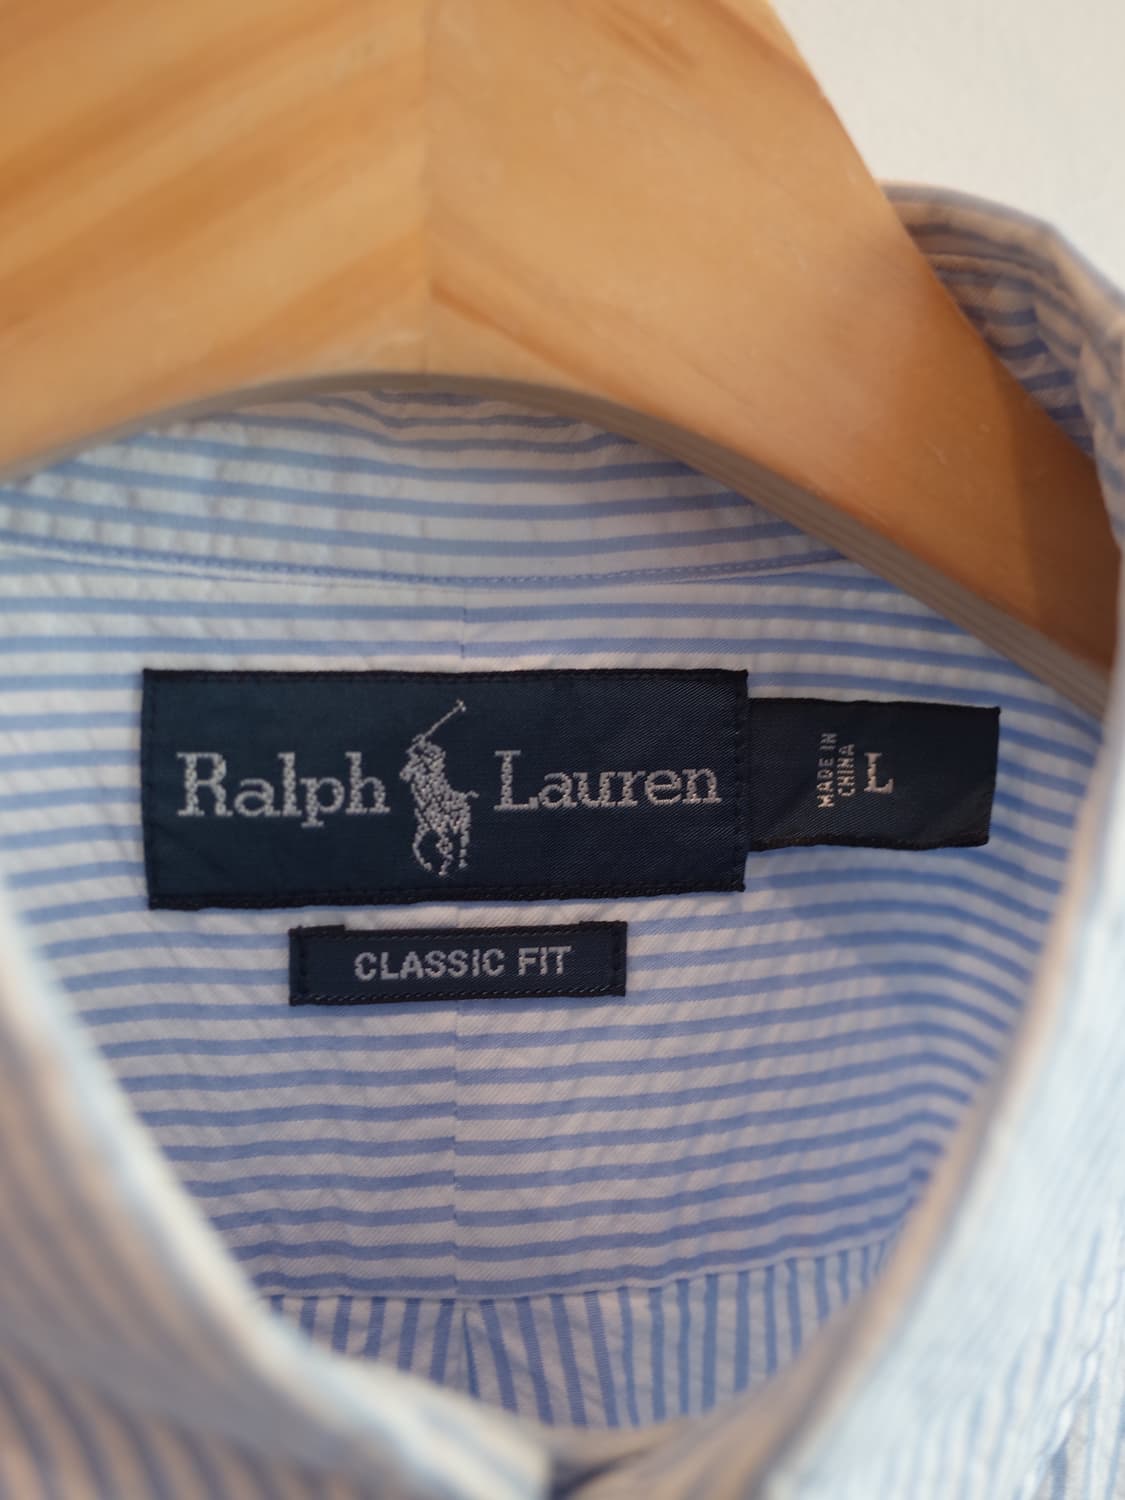 Ralph Lauren
MADE IN
CHINA
L
CLASSIC FIT